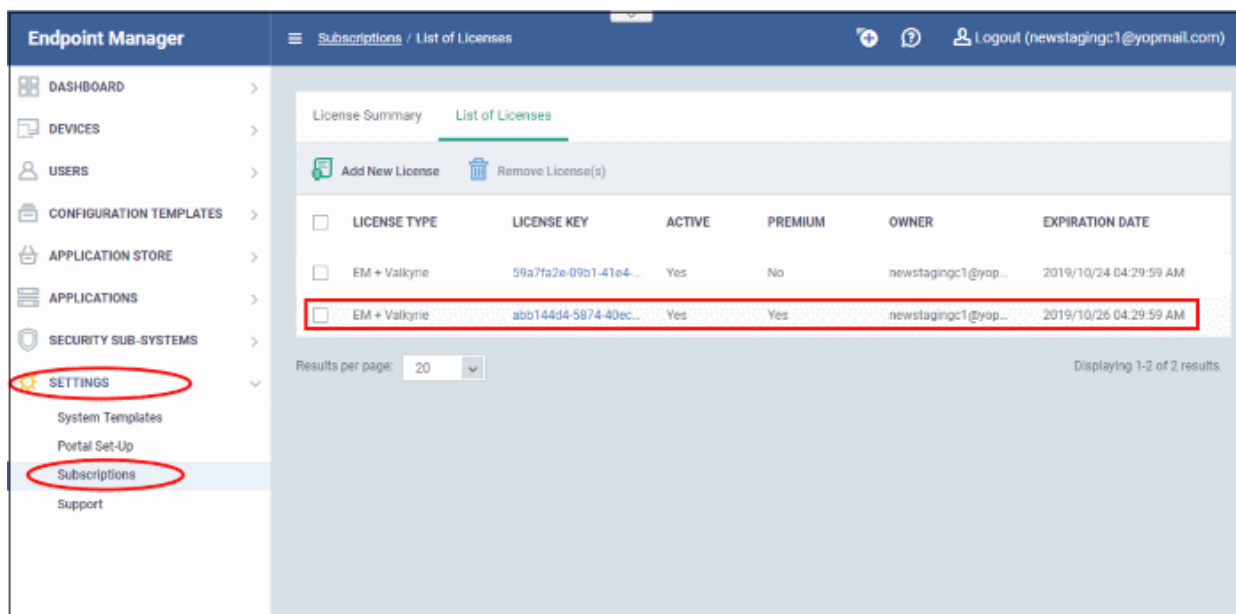 Endpoint Manager
Subscriptions / List of Licenses
Logout (newstagingc1@yopmail.com)
DASHBOARD
DEVICES
USERS
CONFIGURATION TEMPLATES
APPLICATION STORE
APPLICATIONS
SECURITY SUB-SYSTEMS
SETTINGS
System Templates
Portal Set-Up
Subscriptions
Support
License Summary List of Licenses
Add New License Remove License(s)
LICENSE TYPE LICENSE KEY ACTIVE PREMIUM OWNER EXPIRATION DATE
EM + Valkyrie 59a7fa2e-09b1-41e4-... Yes No newstagingc1@yop... 2019/10/24 04:29:59 AM
EM + Valkyrie abb144d4-5874-40ec... Yes Yes newstagingc1@yop... 2019/10/26 04:29:59 AM
Results per page: 20 Displaying 1-2 of 2 results.